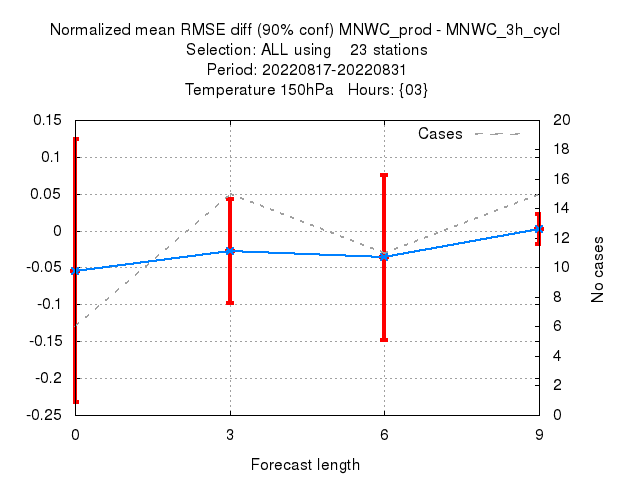 Normalized mean RMSE diff (90% conf) MNWC_prod - MNWC_3h_cycl
Selection: ALL using    23 stations
Period: 20220817-20220831
Temperature 150hPa   Hours: {03}
Cases
0.15
0.1
0.05
0
-0.05
-0.1
-0.15
-0.2
-0.25
20
18
16
14
12
10
8
6
4
2
0
No cases
0 3 6 9
Forecast length